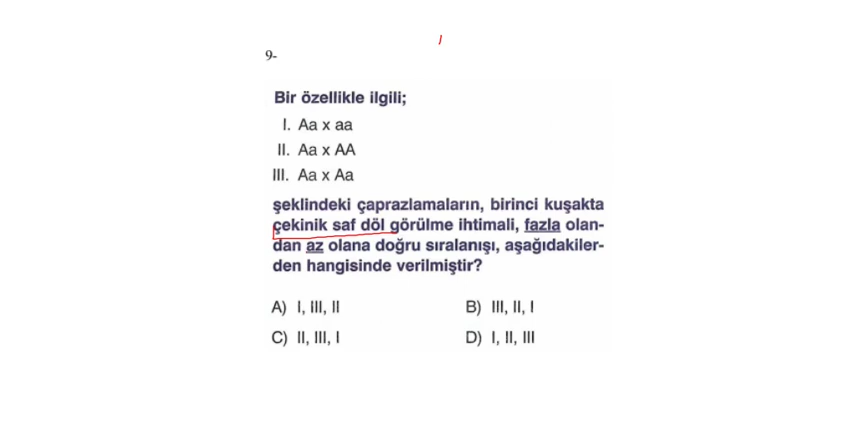 9-
Bir özellikle ilgili;
I. Aa x aa
II. Aa x AA
III. Aa x Aa
şeklindeki çaprazlamaların, birinci kuşakta
çekinik saf döl görülme ihtimali, fazla olan-
dan az olana doğru sıralanışı, aşağıdakiler-
den hangisinde verilmiştir?
A) I, III, II B) III, II, I
C) II, III, I D) I, II, III